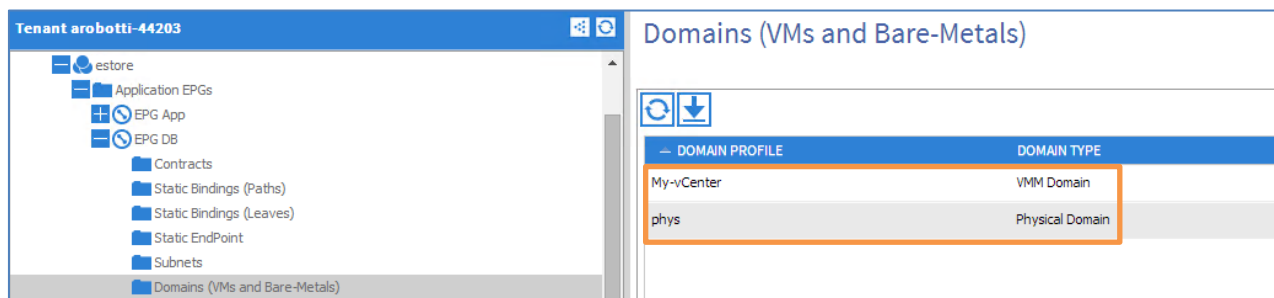 Tenant arobotti-44203
estore
Application EPGs
EPG App
EPG DB
Contracts
Static Bindings (Paths)
Static Bindings (Leaves)
Static EndPoint
Subnets
Domains (VMs and Bare-Metals)
Domains (VMs and Bare-Metals)
DOMAIN PROFILE DOMAIN TYPE
My-vCenter VMM Domain
phys Physical Domain